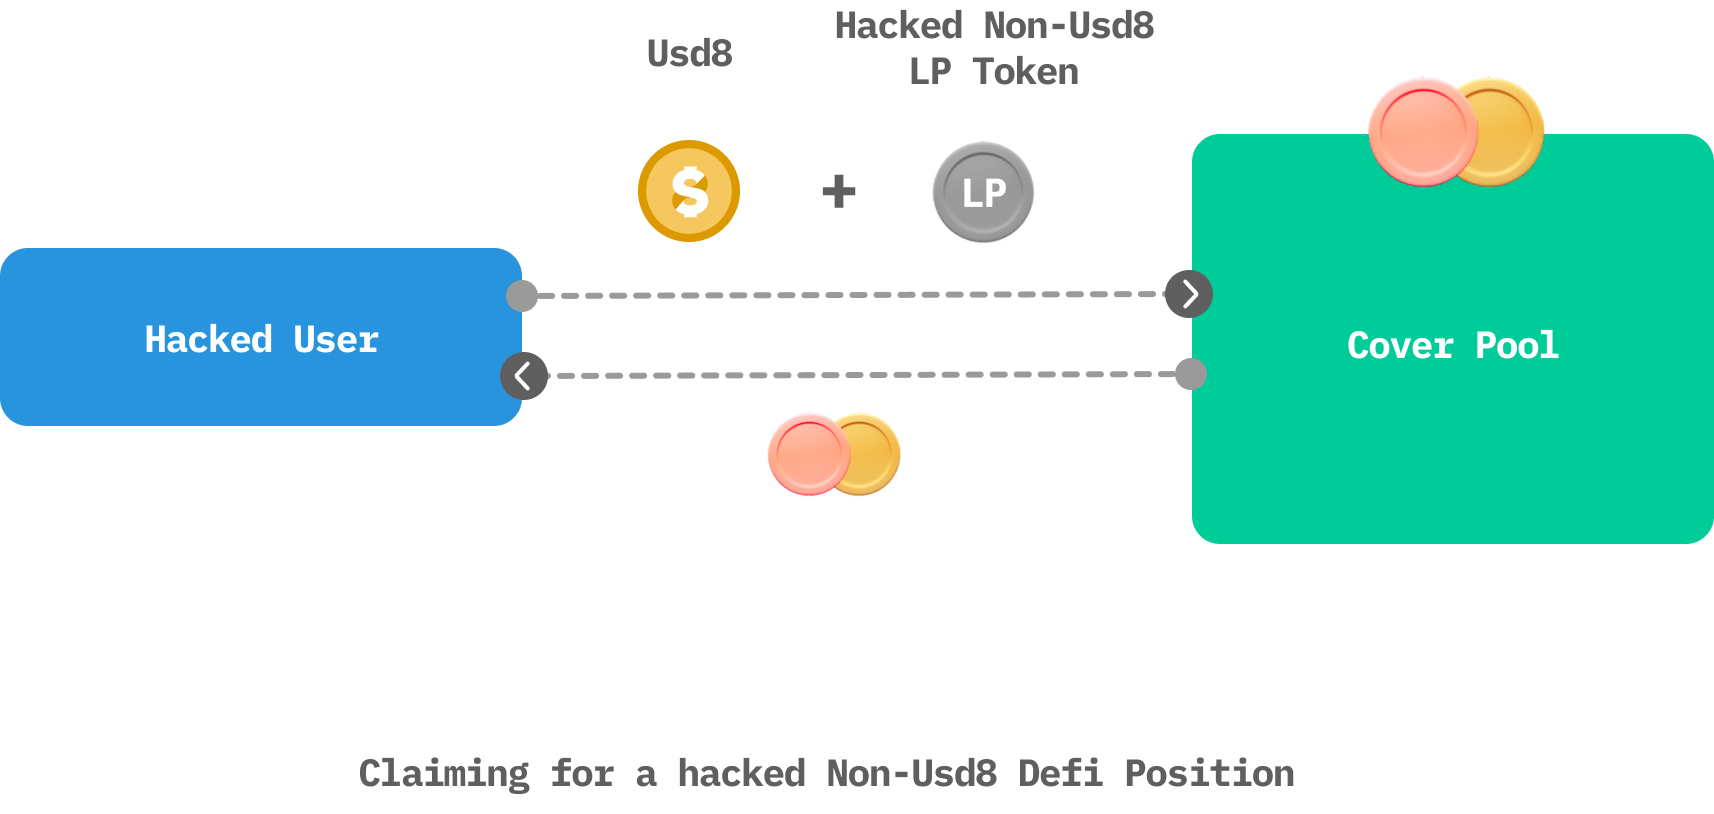 Usd8
Hacked Non-Usd8
LP Token
$ + LP
Hacked User
Cover Pool
Claiming for a hacked Non-Usd8 Defi Position